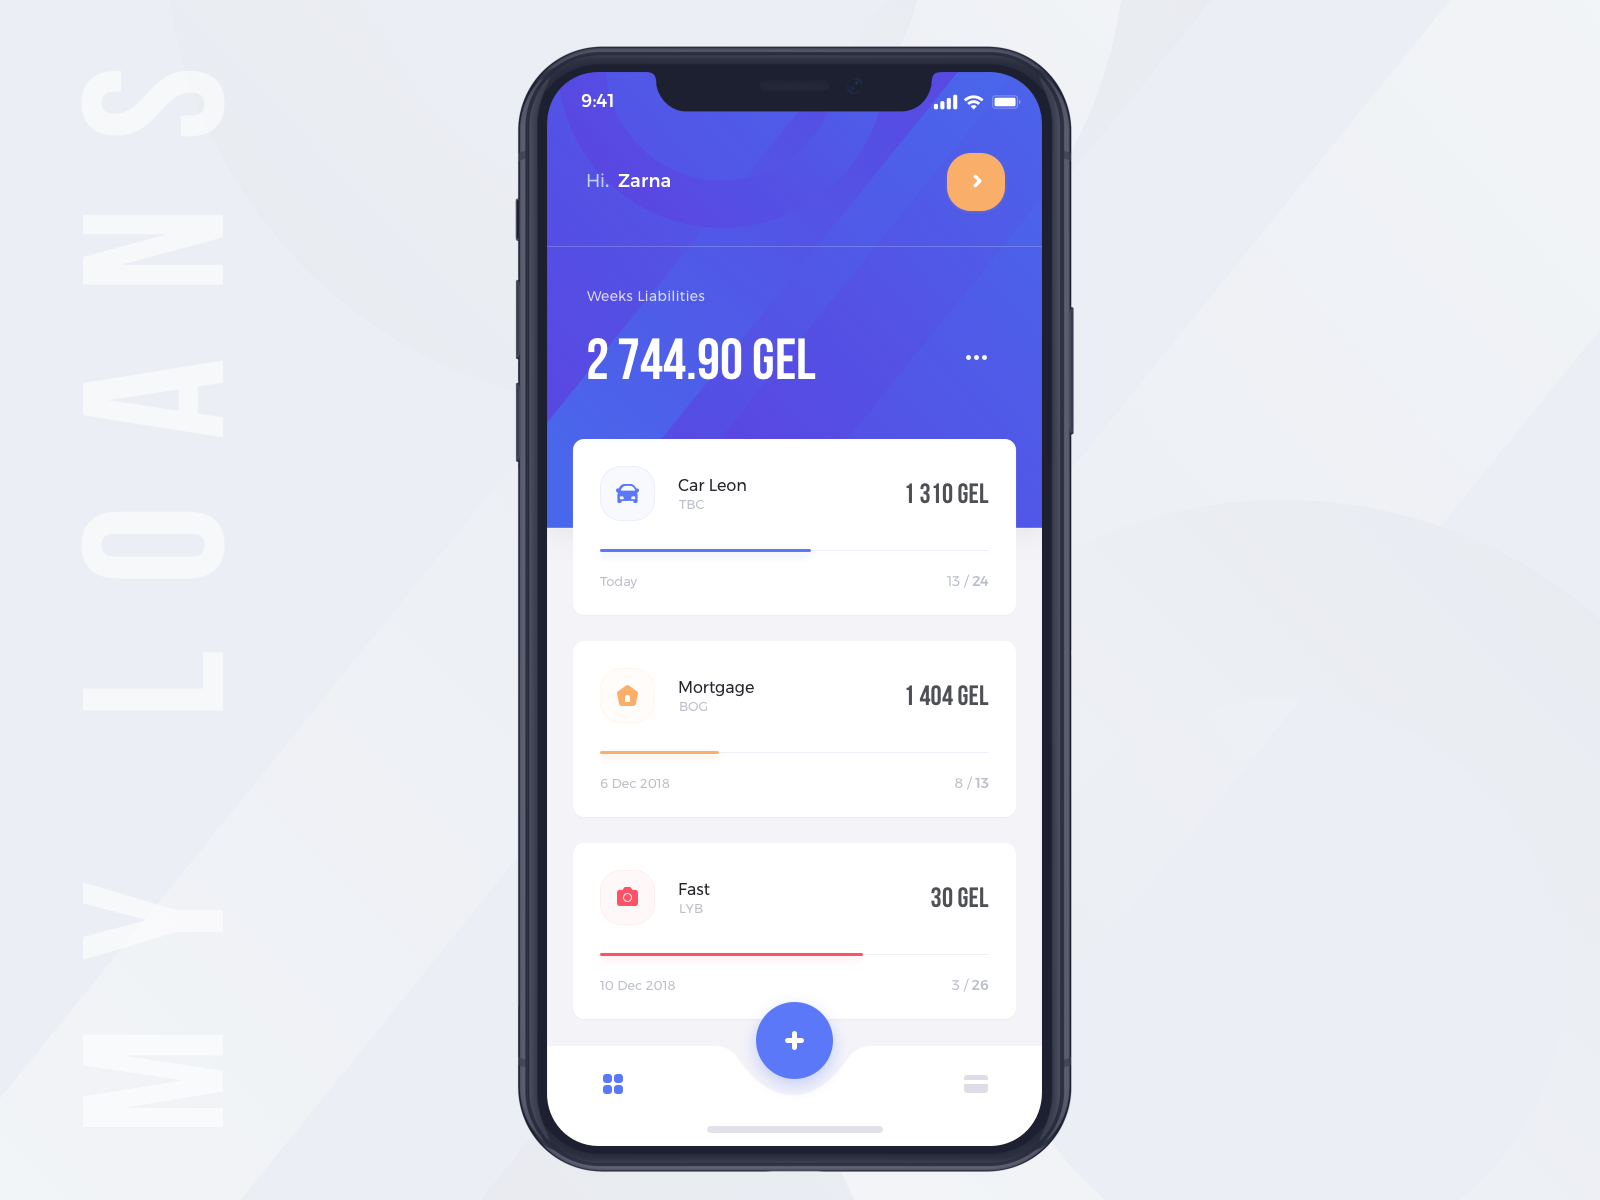 MY LOANS
9:41
Hi. Zarna
Weeks Liabilities
2 744.90 GEL
Car Leon
TBC
1 310 GEL
Today
13 / 24
Mortgage
BOG
1 404 GEL
6 Dec 2018
8 / 13
Fast
LYB
30 GEL
10 Dec 2018
3 / 26